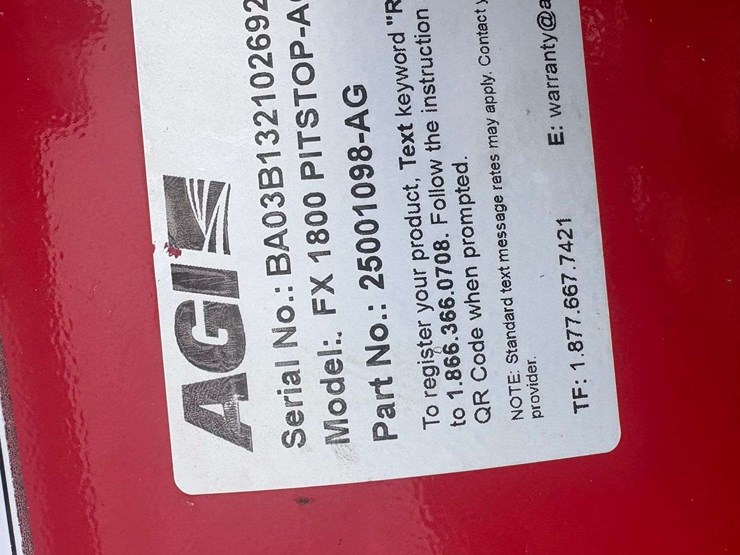 AGI
Serial No.: BA03B132102692
Model:. FX 1800 PITSTOP-A
Part No.: 25001098-AG
To register your product, Text keyword "R
to 1.866.366.0708. Follow the instruction
QR Code when prompted.
NOTE: Standard text message rates may apply. Contact
provider.
TF: 1.877.667.7421 E: warranty@a